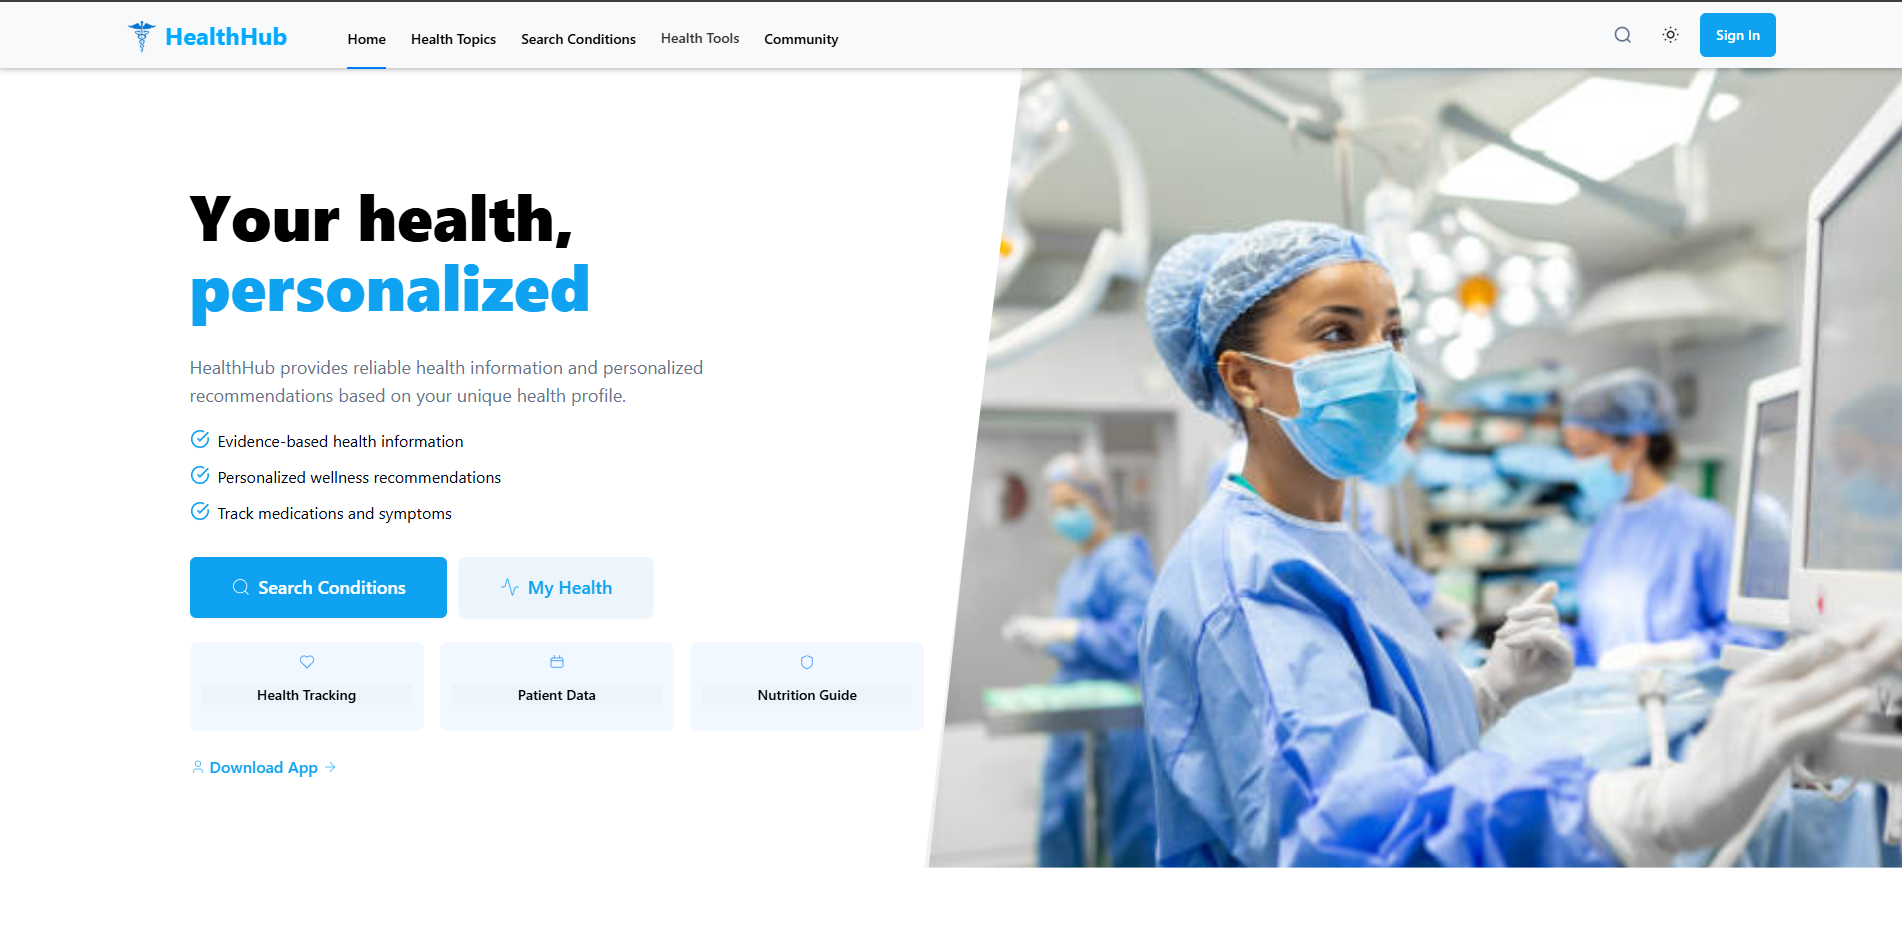 HealthHub
Home
Health Topics
Search Conditions
Health Tools
Community
Sign In
Your health,
personalized
HealthHub provides reliable health information and personalized
recommendations based on your unique health profile.
Evidence-based health information
Personalized wellness recommendations
Track medications and symptoms
Search Conditions
My Health
Health Tracking
Patient Data
Nutrition Guide
Download App